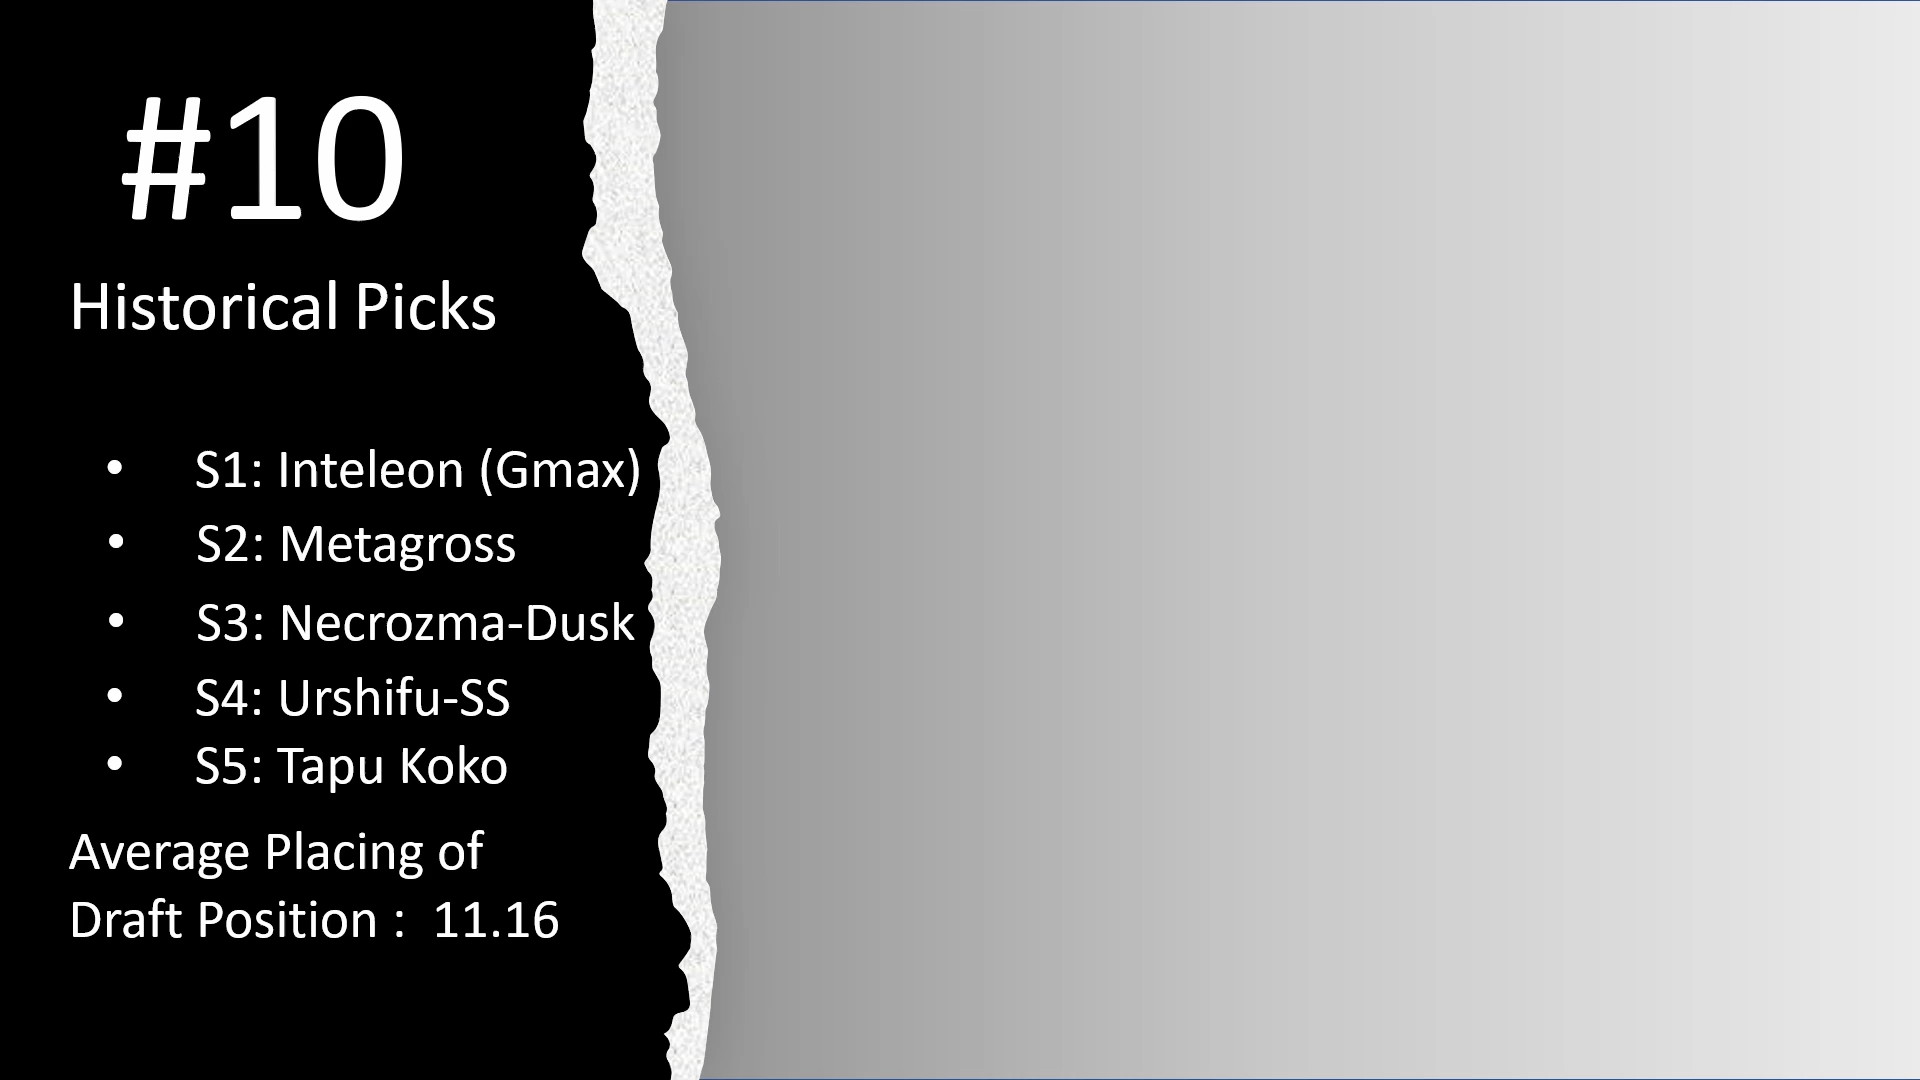 #10
Historical Picks
• S1: Inteleon (Gmax)
• S2: Metagross
• S3: Necrozma-Dusk
• S4: Urshifu-SS
• S5: Tapu Koko
Average Placing of
Draft Position : 11.16